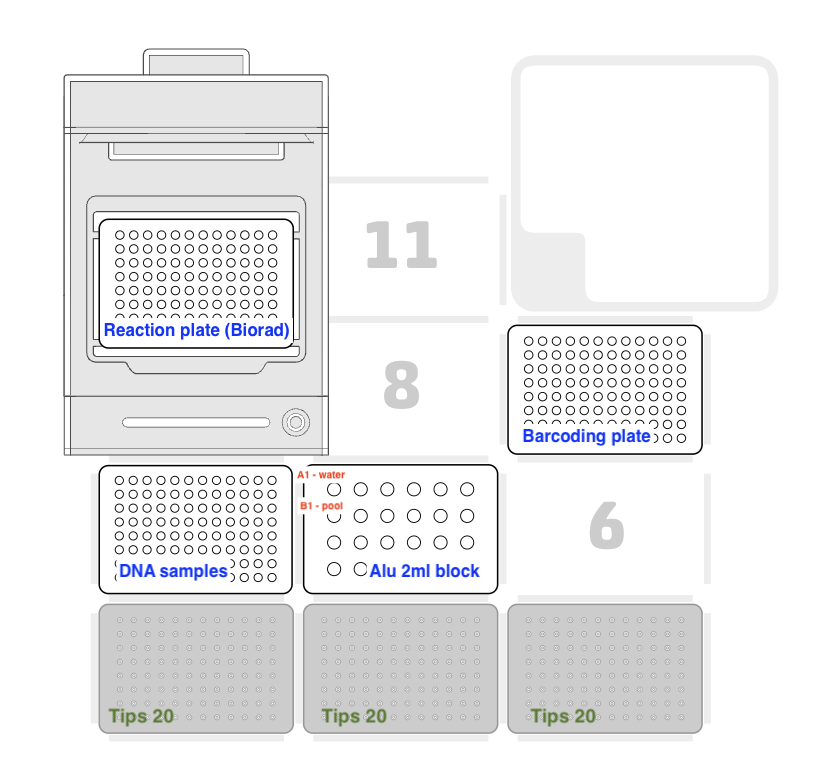 11
Reaction plate (Biorad)
8
Barcoding plate
A1 - water
B1 - pool
DNA samples
Alu 2ml block
6
Tips 20
Tips 20
Tips 20